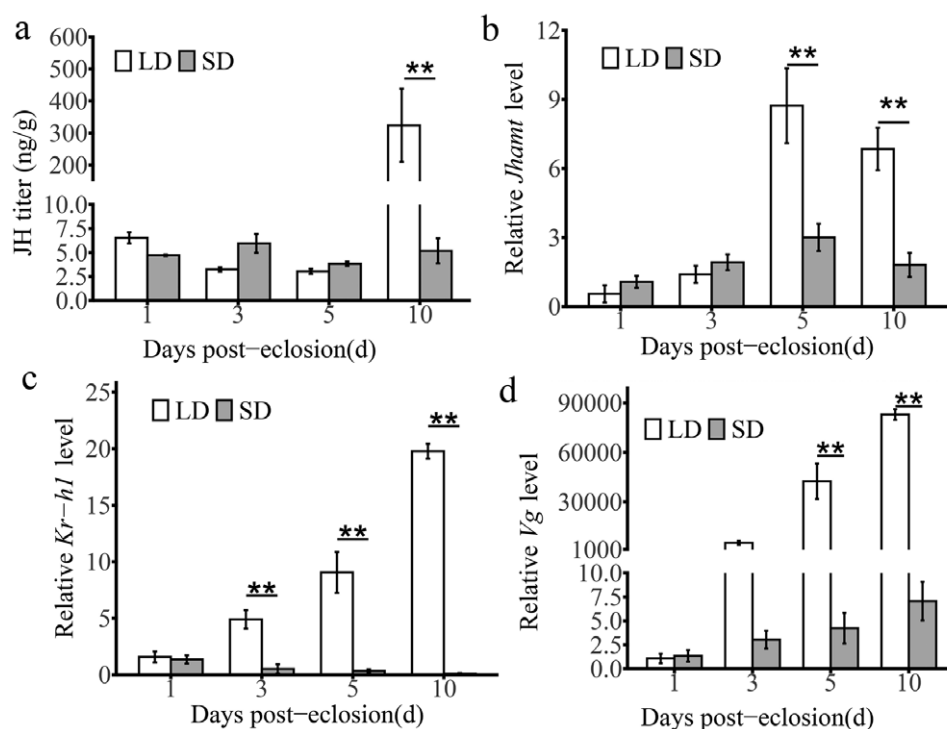 a
600
500
400
300
200
10.0
7.5
5.0
2.5
0.0
JH titer (ng/g)
LD SD
**
1 3 5 10
Days post−eclosion(d)
b
12
9
6
3
0
Relative Jhamt level
LD SD
**
**
1 3 5 10
Days post−eclosion(d)
c
25
20
15
10
5
0
Relative Kr−h1 level
LD SD
**
**
**
1 3 5 10
Days post−eclosion(d)
d
90000
60000
30000
1000
10.0
7.5
5.0
2.5
0.0
Relative Vg level
LD SD
**
**
1 3 5 10
Days post−eclosion(d)